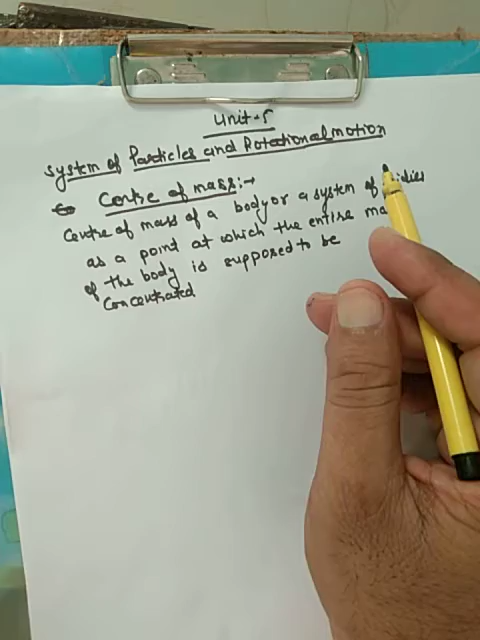 Unit-5
System of Particles and Rotational motion
Centre of mass:→
Centre of mass of a body or a system of
as a point at which the entire
of the body is supposed to be
Concentrated